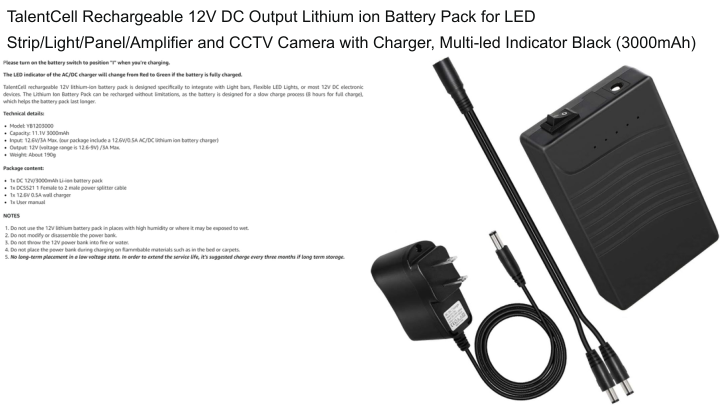 TalentCell Rechargeable 12V DC Output Lithium ion Battery Pack for LED
Strip/Light/Panel/Amplifier and CCTV Camera with Charger, Multi-led Indicator Black (3000mAh)
Please turn on the battery switch to position "I" when you're charging.
The LED indicator of the AC/DC charger will change from Red to Green if the battery is fully charged.
TalentCell rechargeable 12V lithium-ion battery pack is designed specifically to integrate with Light bars, Flexible LED Lights, or most 12V DC electronic
devices. The Lithium Ion Battery Pack can be recharged without limitations, as the battery is designed for a slow charge process (8 hours for full charge),
which helps the battery pack last longer.
Technical details:
• Model: YB1203000
• Capacity: 11.1V 3000mAh
• Input: 12.6V/3A Max. (our package include a 12.6V/0.5A AC/DC lithium ion battery charger)
• Output: 12V (voltage range is 12.6-9V) /3A Max.
• Weight: About 190g
Package content:
• 1x DC 12V/3000mAh Li-ion battery pack
• 1x DC5521 1 Female to 2 male power splitter cable
• 1x 12.6V 0.5A wall charger
• 1x User manual
NOTES
1. Do not use the 12V lithium battery pack in places with high humidity or where it may be exposed to wet.
2. Do not modify or disassemble the power bank.
3. Do not throw the 12V power bank into fire or water.
4. Do not place the power bank during charging on flammbable materials such as in the bed or carpets.
5. No long-term placement in a low voltage state. In order to extend the service life, it's suggested charge every three months if long term storage.